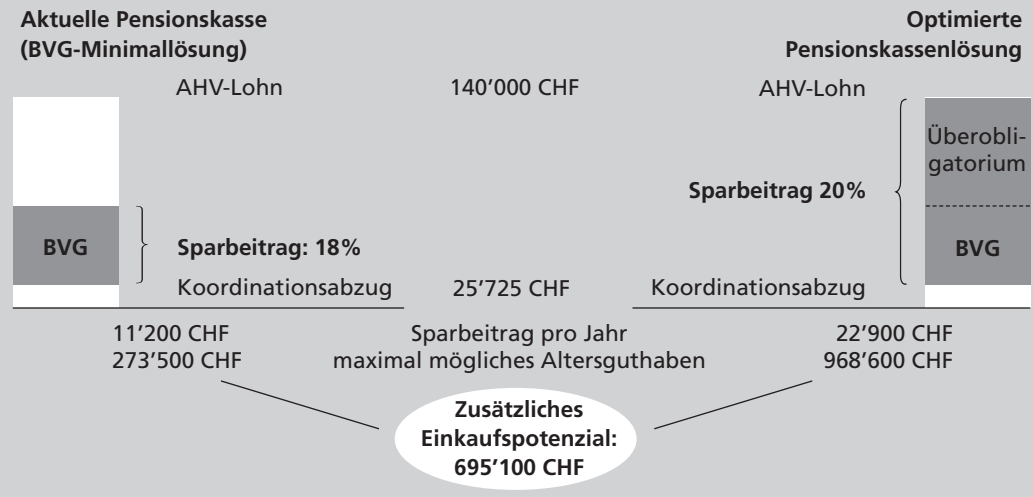 Aktuelle Pensionskasse
(BVG-Minimallösung)
Optimierte
Pensionskassenlösung
AHV-Lohn 140’000 CHF AHV-Lohn
Überobli-
gatorium
Sparbeitrag 20%
BVG Sparbeitrag: 18% BVG
Koordinationsabzug 25’725 CHF Koordinationsabzug
11’200 CHF Sparbeitrag pro Jahr 22’900 CHF
273’500 CHF maximal mögliches Altersguthaben 968’600 CHF
Zusätzliches
Einkaufspotenzial:
695’100 CHF